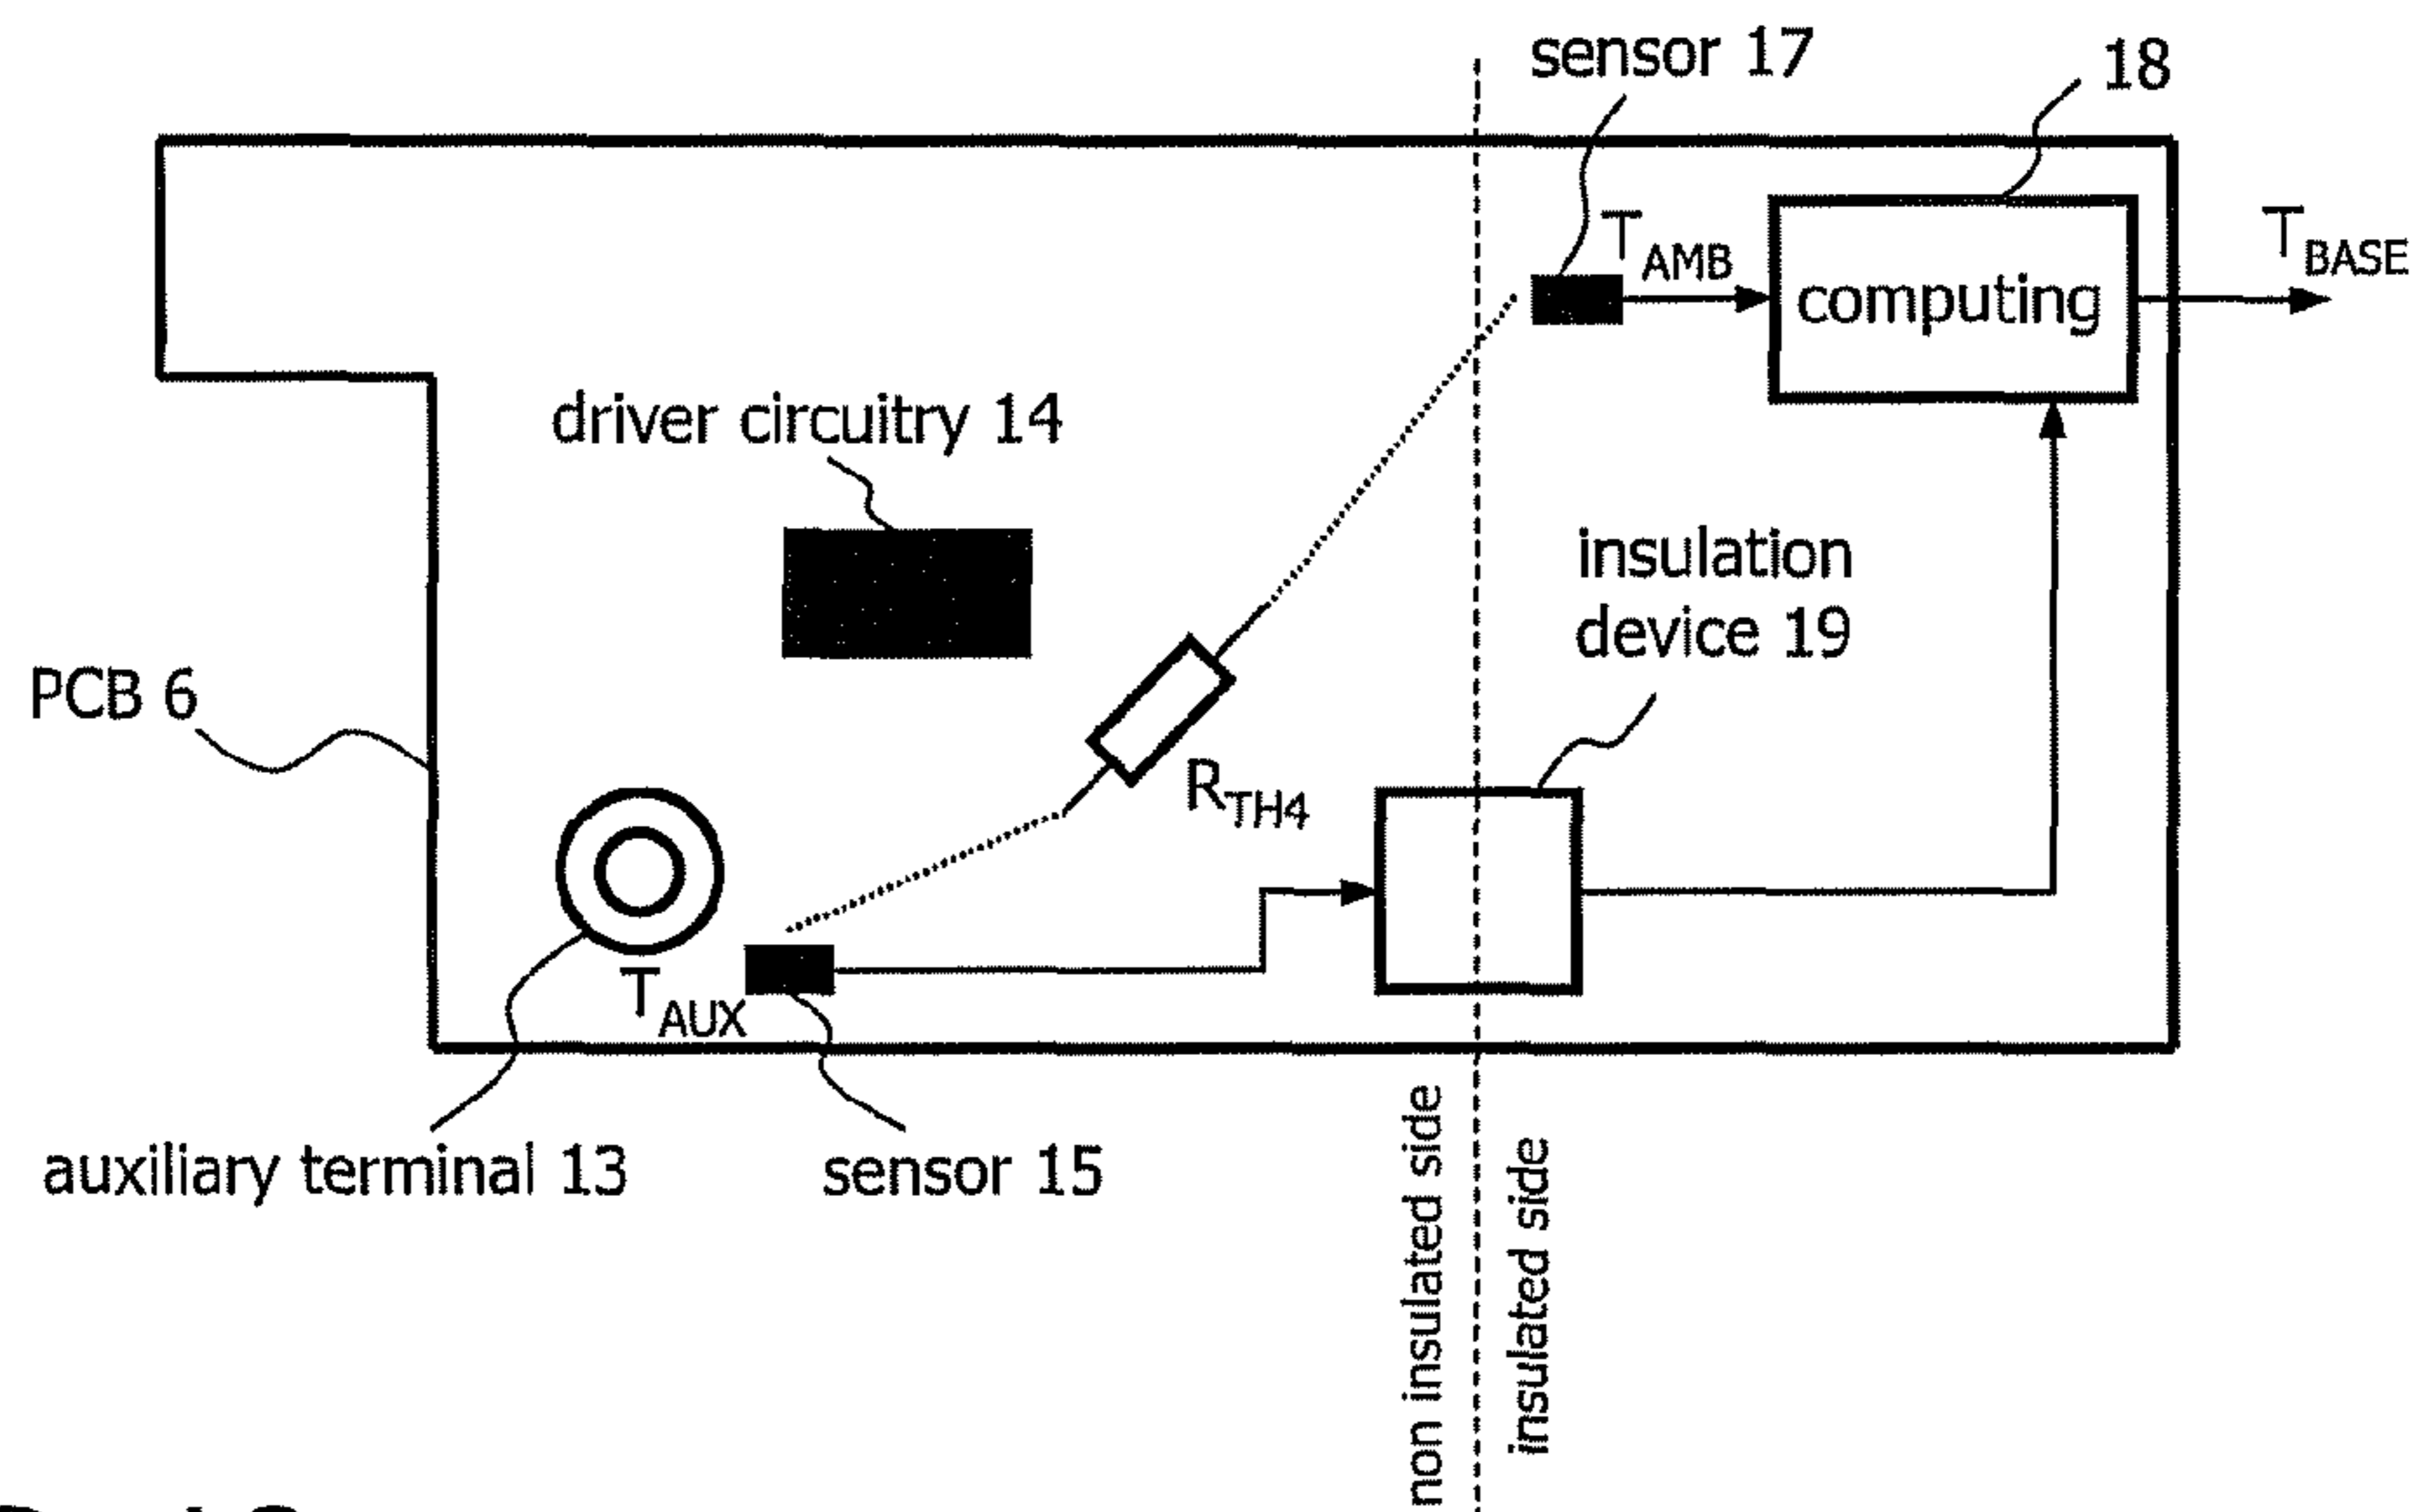 sensor 17
18
T_AMB
T_BASE
computing
driver circuitry 14
insulation
device 19
PCB 6
R_TH4
T_AUX
auxiliary terminal 13
sensor 15
non insulated side
insulated side